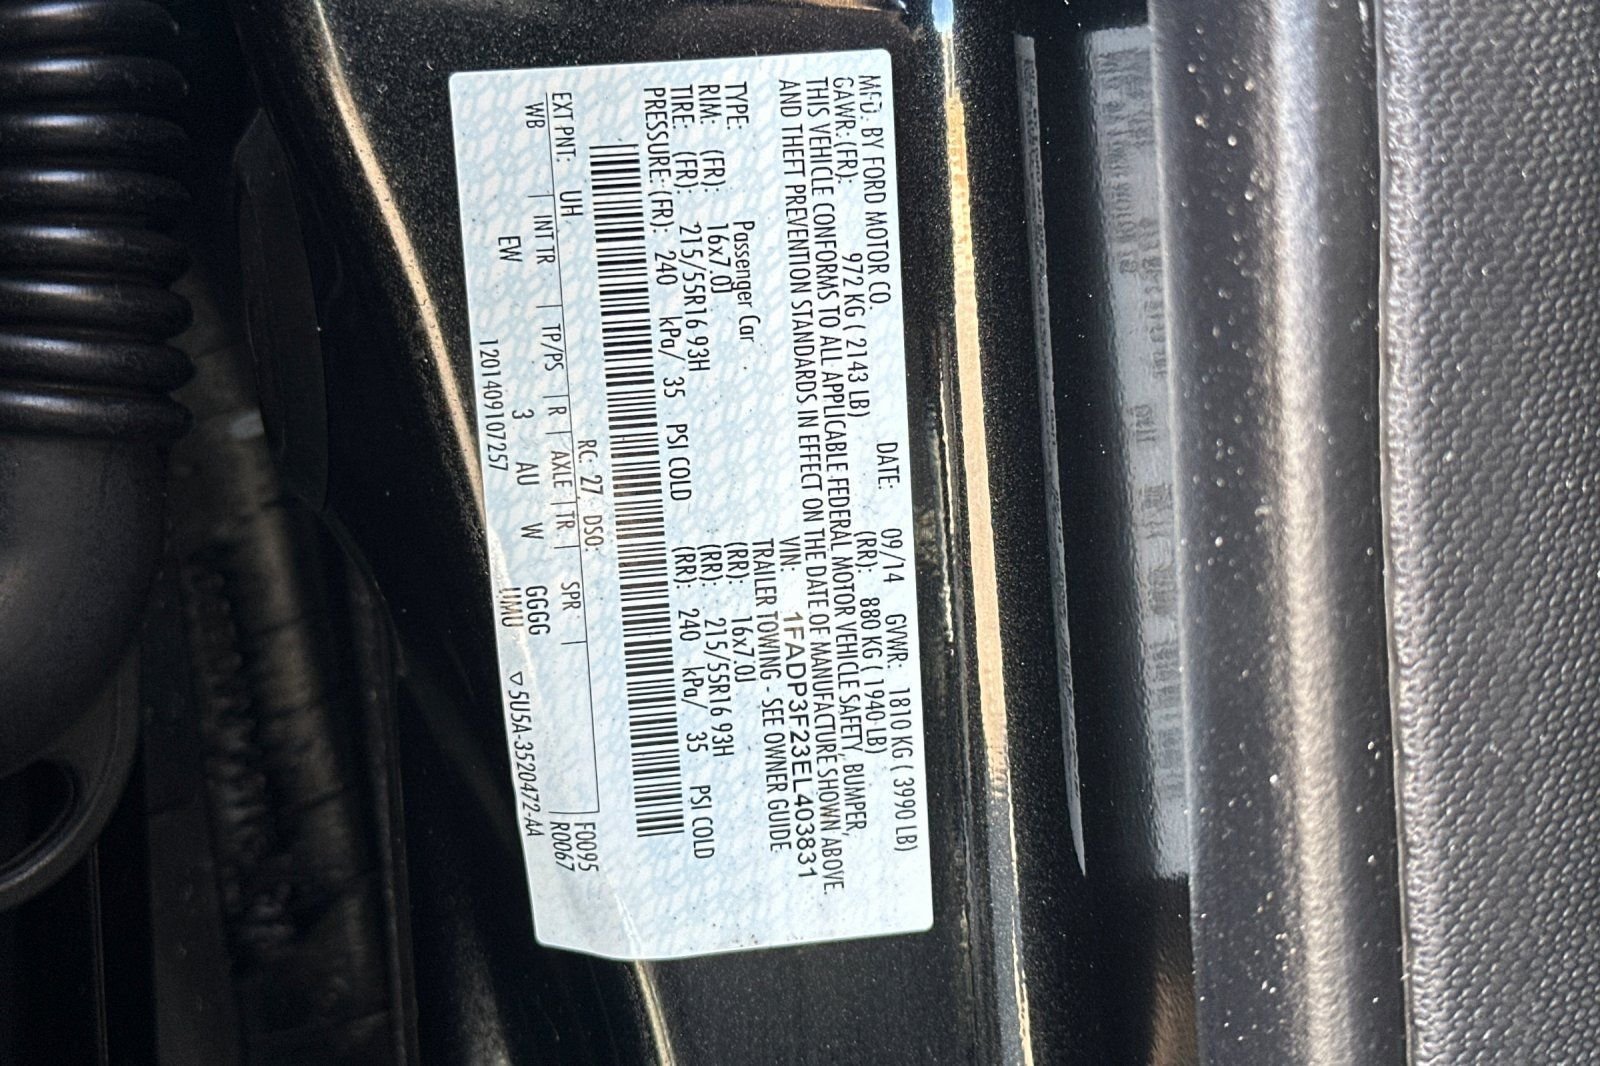 MFD. BY FORD MOTOR CO.
DATE: 09/14 GVWR: 1810 KG ( 3990 LB)
GAWR: (FR): 972 KG ( 2143 LB) (RR): 880 KG ( 1940 LB)
THIS VEHICLE CONFORMS TO ALL APPLICABLE FEDERAL MOTOR VEHICLE SAFETY, BUMPER,
AND THEFT PREVENTION STANDARDS IN EFFECT ON THE DATE OF MANUFACTURE SHOWN ABOVE.
VIN: 1FADP3F23EL403831
TYPE: Passenger Car TRAILER TOWING - SEE OWNER GUIDE
RIM: (FR): 16x7.0J (RR): 16x7.0J
TIRE: (FR): 215/55R16 93H (RR): 215/55R16 93H
PRESSURE: (FR): 240 kPa/ 35 PSI COLD (RR): 240 kPa/ 35 PSI COLD
RC: 27 DSO: F0095
EXT PNT: UH R0067
WB | INT TR | TP/PS | R | AXLE | TR | SPR |
EW 3 AU W GGGG
UMU ▽5U5A-3520472-AA
1201409107257